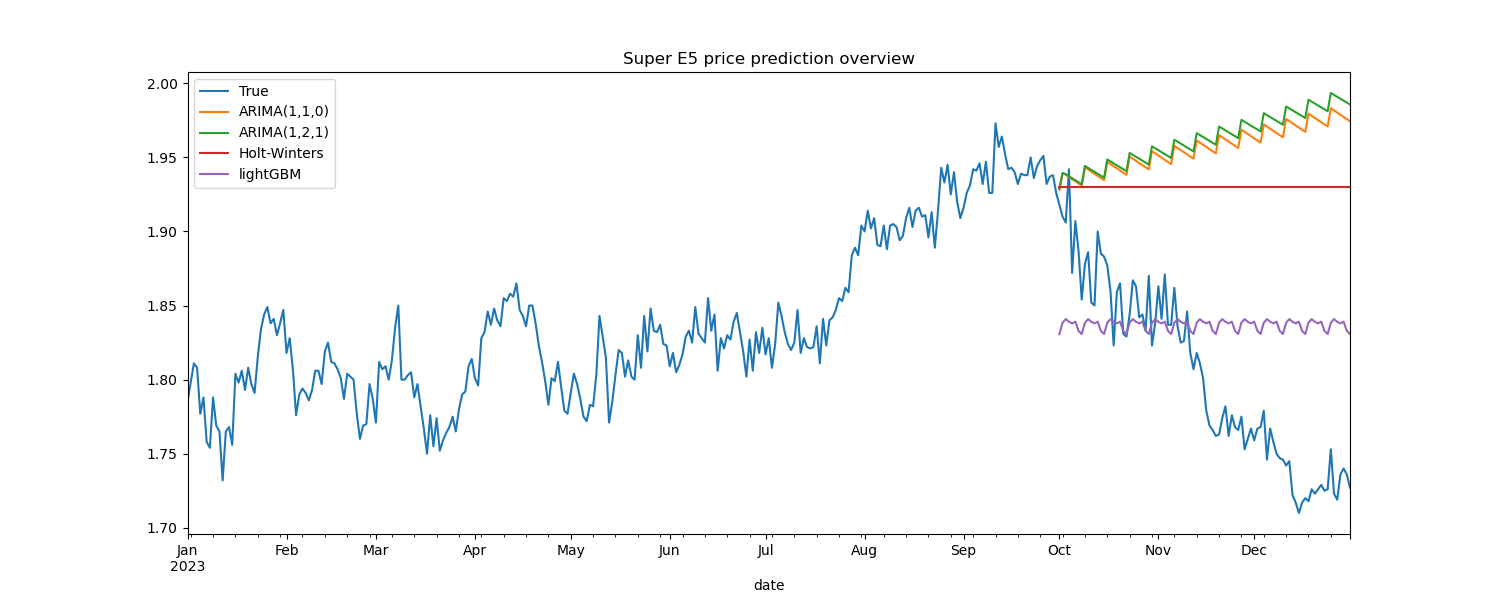 Super E5 price prediction overview
2.00
1.95
1.90
1.85
1.80
1.75
1.70
True
ARIMA(1,1,0)
ARIMA(1,2,1)
Holt-Winters
lightGBM
Jan Feb Mar Apr May Jun Jul Aug Sep Oct Nov Dec
2023
date